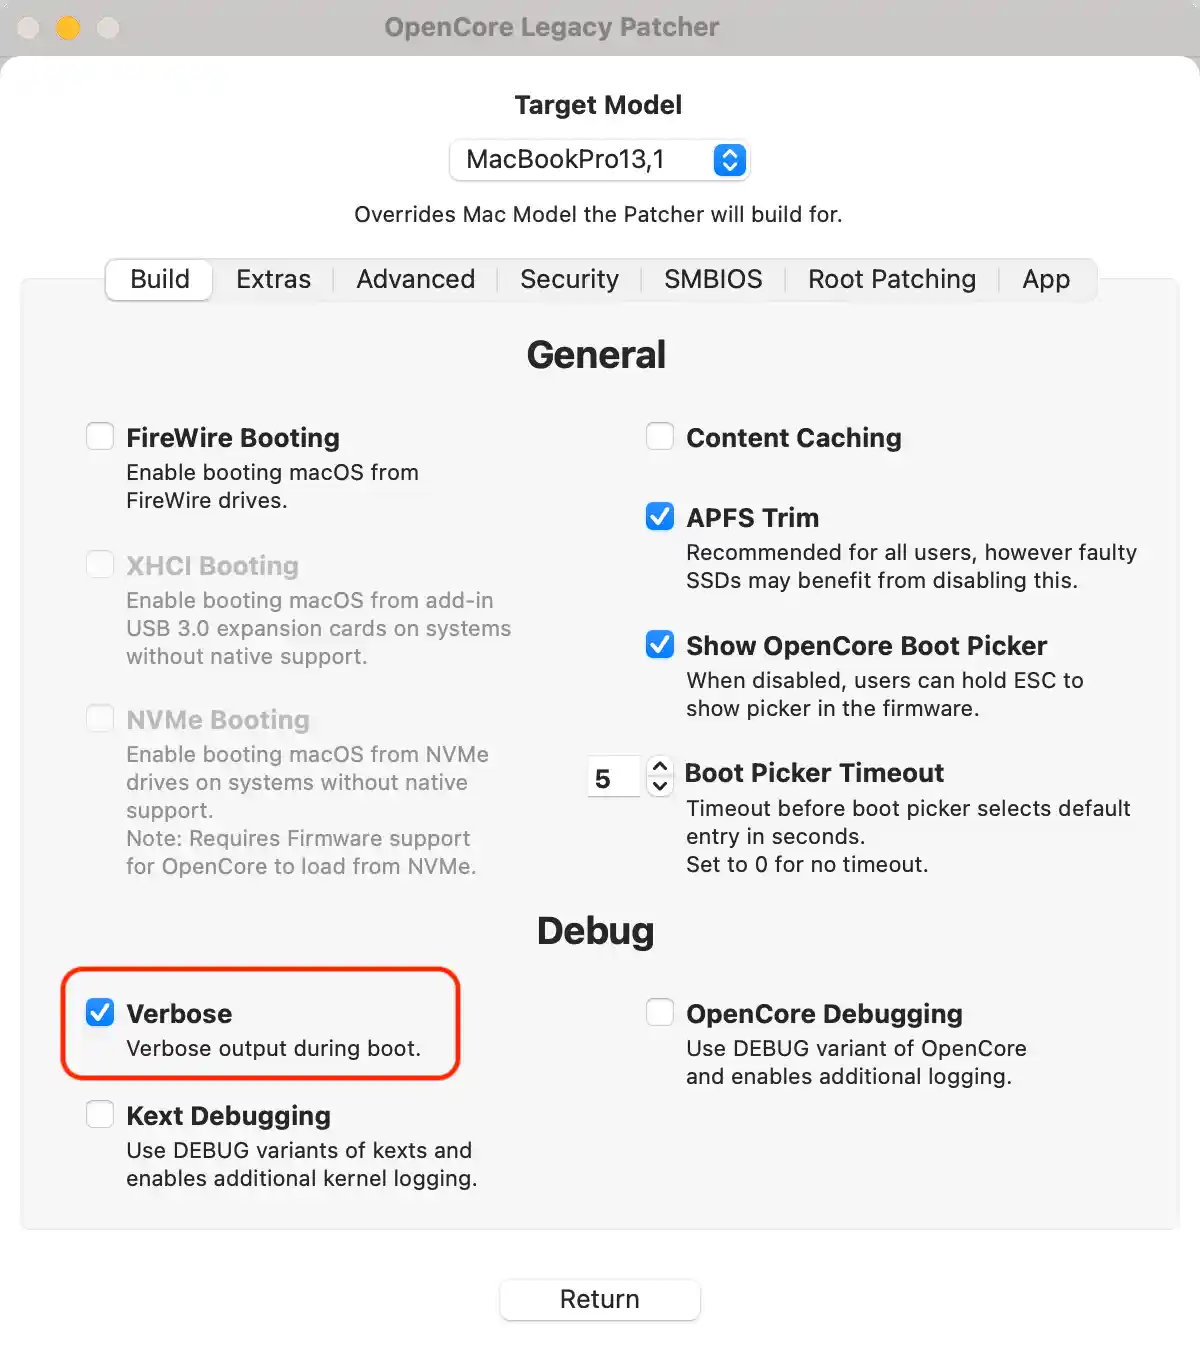 OpenCore Legacy Patcher
Target Model
MacBookPro13,1
Overrides Mac Model the Patcher will build for.
Build Extras Advanced Security SMBIOS Root Patching App
General
FireWire Booting
Enable booting macOS from
FireWire drives.
XHCI Booting
Enable booting macOS from add-in
USB 3.0 expansion cards on systems
without native support.
NVMe Booting
Enable booting macOS from NVMe
drives on systems without native
support.
Note: Requires Firmware support
for OpenCore to load from NVMe.
Content Caching
APFS Trim
Recommended for all users, however faulty
SSDs may benefit from disabling this.
Show OpenCore Boot Picker
When disabled, users can hold ESC to
show picker in the firmware.
5 Boot Picker Timeout
Timeout before boot picker selects default
entry in seconds.
Set to 0 for no timeout.
Debug
Verbose
Verbose output during boot.
Kext Debugging
Use DEBUG variants of kexts and
enables additional kernel logging.
OpenCore Debugging
Use DEBUG variant of OpenCore
and enables additional logging.
Return